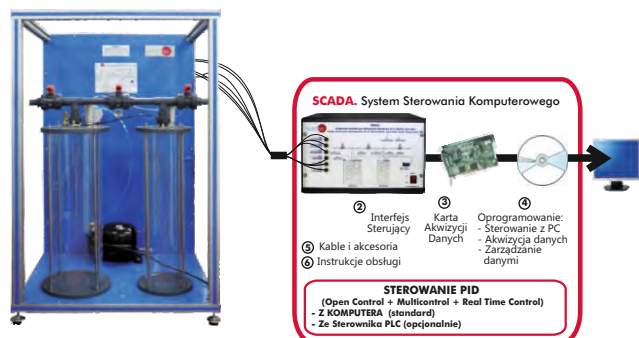 SCADA. System Sterowania Komputerowego
②
Interfejs
Sterujący
③
Karta
Akwizycji
Danych
④
Oprogramowanie:
- Sterowanie z PC
- Akwizycja danych
- Zarządzanie
danymi
⑤ Kable i akcesoria
⑥ Instrukcje obsługi
STEROWANIE PID
(Open Control + Multicontrol + Real Time Control)
- Z KOMPUTERA (standard)
- Ze Sterownika PLC (opcjonalnie)